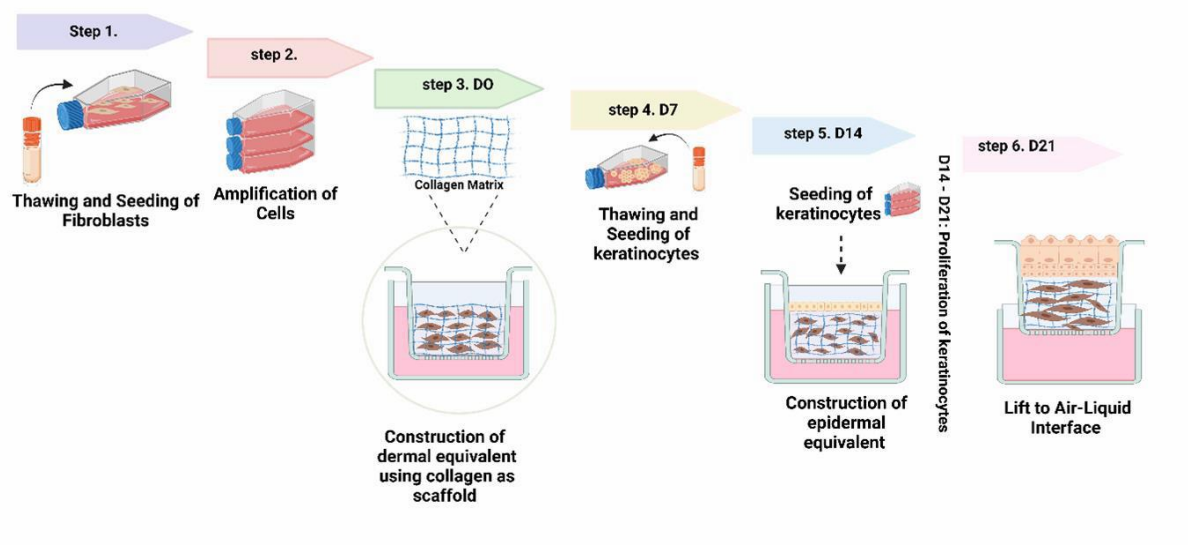 Step 1.
Thawing and Seeding of
Fibroblasts
step 2.
Amplification of
Cells
step 3. DO
Collagen Matrix
Construction of
dermal equivalent
using collagen as
scaffold
step 4. D7
Thawing and
Seeding of
keratinocytes
step 5. D14
Seeding of
keratinocytes
Construction of
epidermal
equivalent
D14 - D21: Proliferation of keratinocytes
step 6. D21
Lift to Air-Liquid
Interface